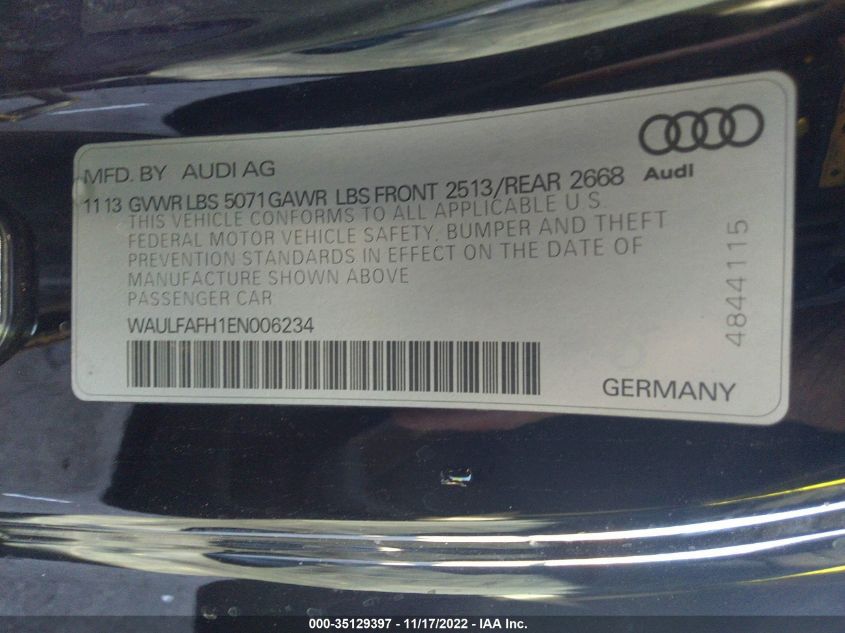 MFD. BY AUDI AG
Audi
11 13 GVWR LBS 5071 GAWR LBS FRONT 2513/REAR 2668
THIS VEHICLE CONFORMS TO ALL APPLICABLE U.S.
FEDERAL MOTOR VEHICLE SAFETY, BUMPER AND THEFT
PREVENTION STANDARDS IN EFFECT ON THE DATE OF
MANUFACTURE SHOWN ABOVE
PASSENGER CAR
WAULFAFH1EN006234
4844115
GERMANY
000-35129397 - 11/17/2022 - IAA Inc.